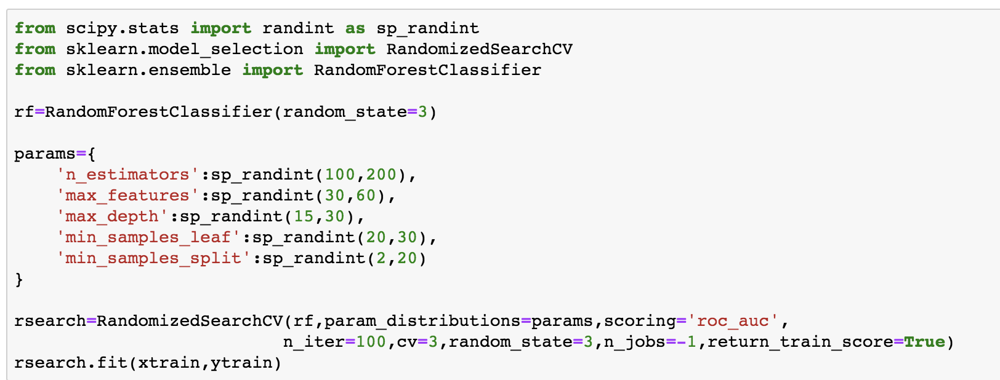 from scipy.stats import randint as sp_randint
from sklearn.model_selection import RandomizedSearchCV
from sklearn.ensemble import RandomForestClassifier
rf=RandomForestClassifier(random_state=3)
params={
    'n_estimators':sp_randint(100,200),
    'max_features':sp_randint(30,60),
    'max_depth':sp_randint(15,30),
    'min_samples_leaf':sp_randint(20,30),
    'min_samples_split':sp_randint(2,20)
}
rsearch=RandomizedSearchCV(rf,param_distributions=params,scoring='roc_auc',
                          n_iter=100,cv=3,random_state=3,n_jobs=-1,return_train_score=True)
rsearch.fit(xtrain,ytrain)